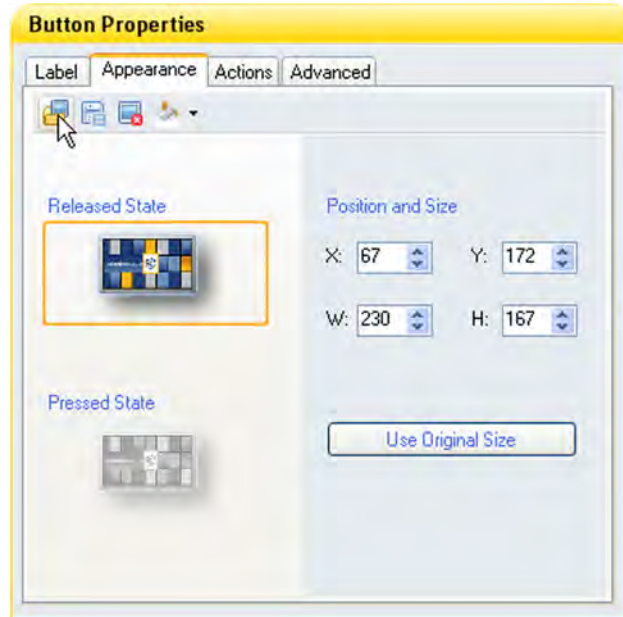 Button Properties
Label Appearance Actions Advanced
Released State
Position and Size
X: 67 Y: 172
W: 230 H: 167
Pressed State
Use Original Size